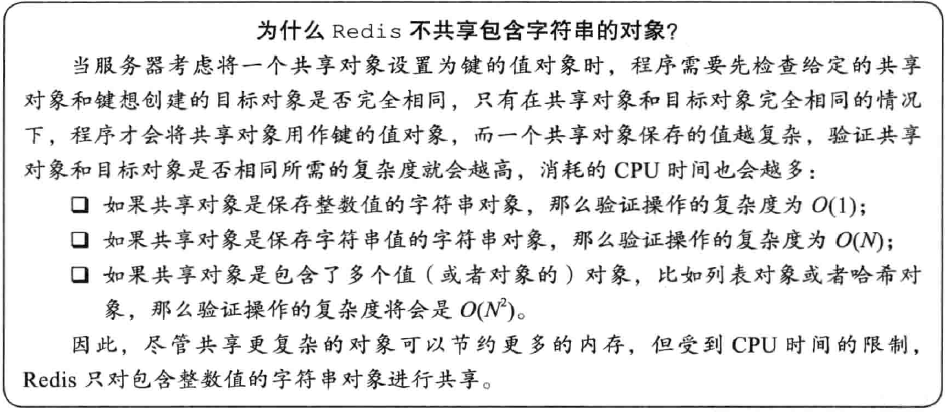 为什么 Redis 不共享包含字符串的对象?
当服务器考虑将一个共享对象设置为键的值对象时，程序需要先检查给定的共享
对象和键想创建的目标对象是否完全相同，只有在共享对象和目标对象完全相同的情况
下，程序才会将共享对象用作键的值对象，而一个共享对象保存的值越复杂，验证共享
对象和目标对象是否相同所需的复杂度就会越高，消耗的 CPU 时间也会越多：
❑ 如果共享对象是保存整数值的字符串对象，那么验证操作的复杂度为 O(1)；
❑ 如果共享对象是保存字符串值的字符串对象，那么验证操作的复杂度为 O(N)；
❑ 如果共享对象是包含了多个值（或者对象的）对象，比如列表对象或者哈希对
象，那么验证操作的复杂度将会是 O(N²)。
因此，尽管共享更复杂的对象可以节约更多的内存，但受到 CPU 时间的限制，
Redis 只对包含整数值的字符串对象进行共享。